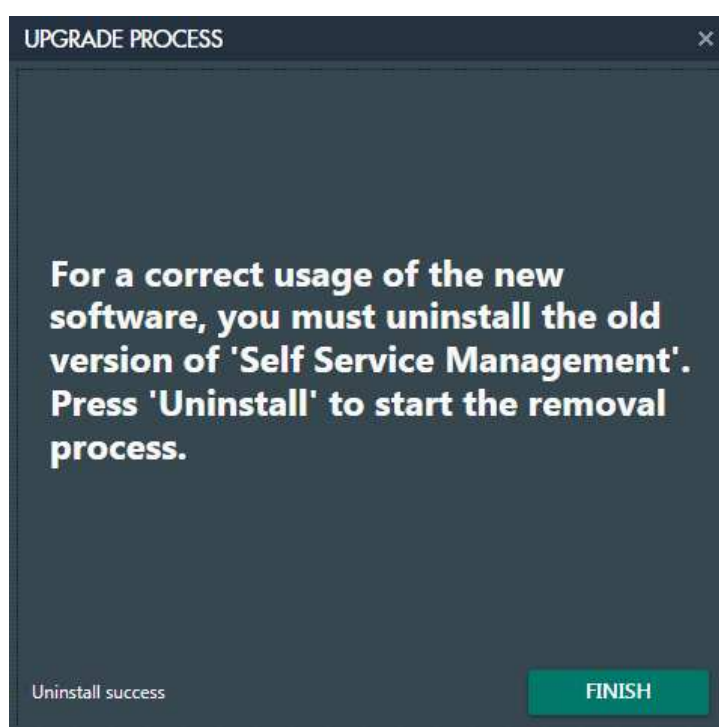 UPGRADE PROCESS
For a correct usage of the new
software, you must uninstall the old
version of 'Self Service Management'.
Press 'Uninstall' to start the removal
process.
Uninstall success
FINISH